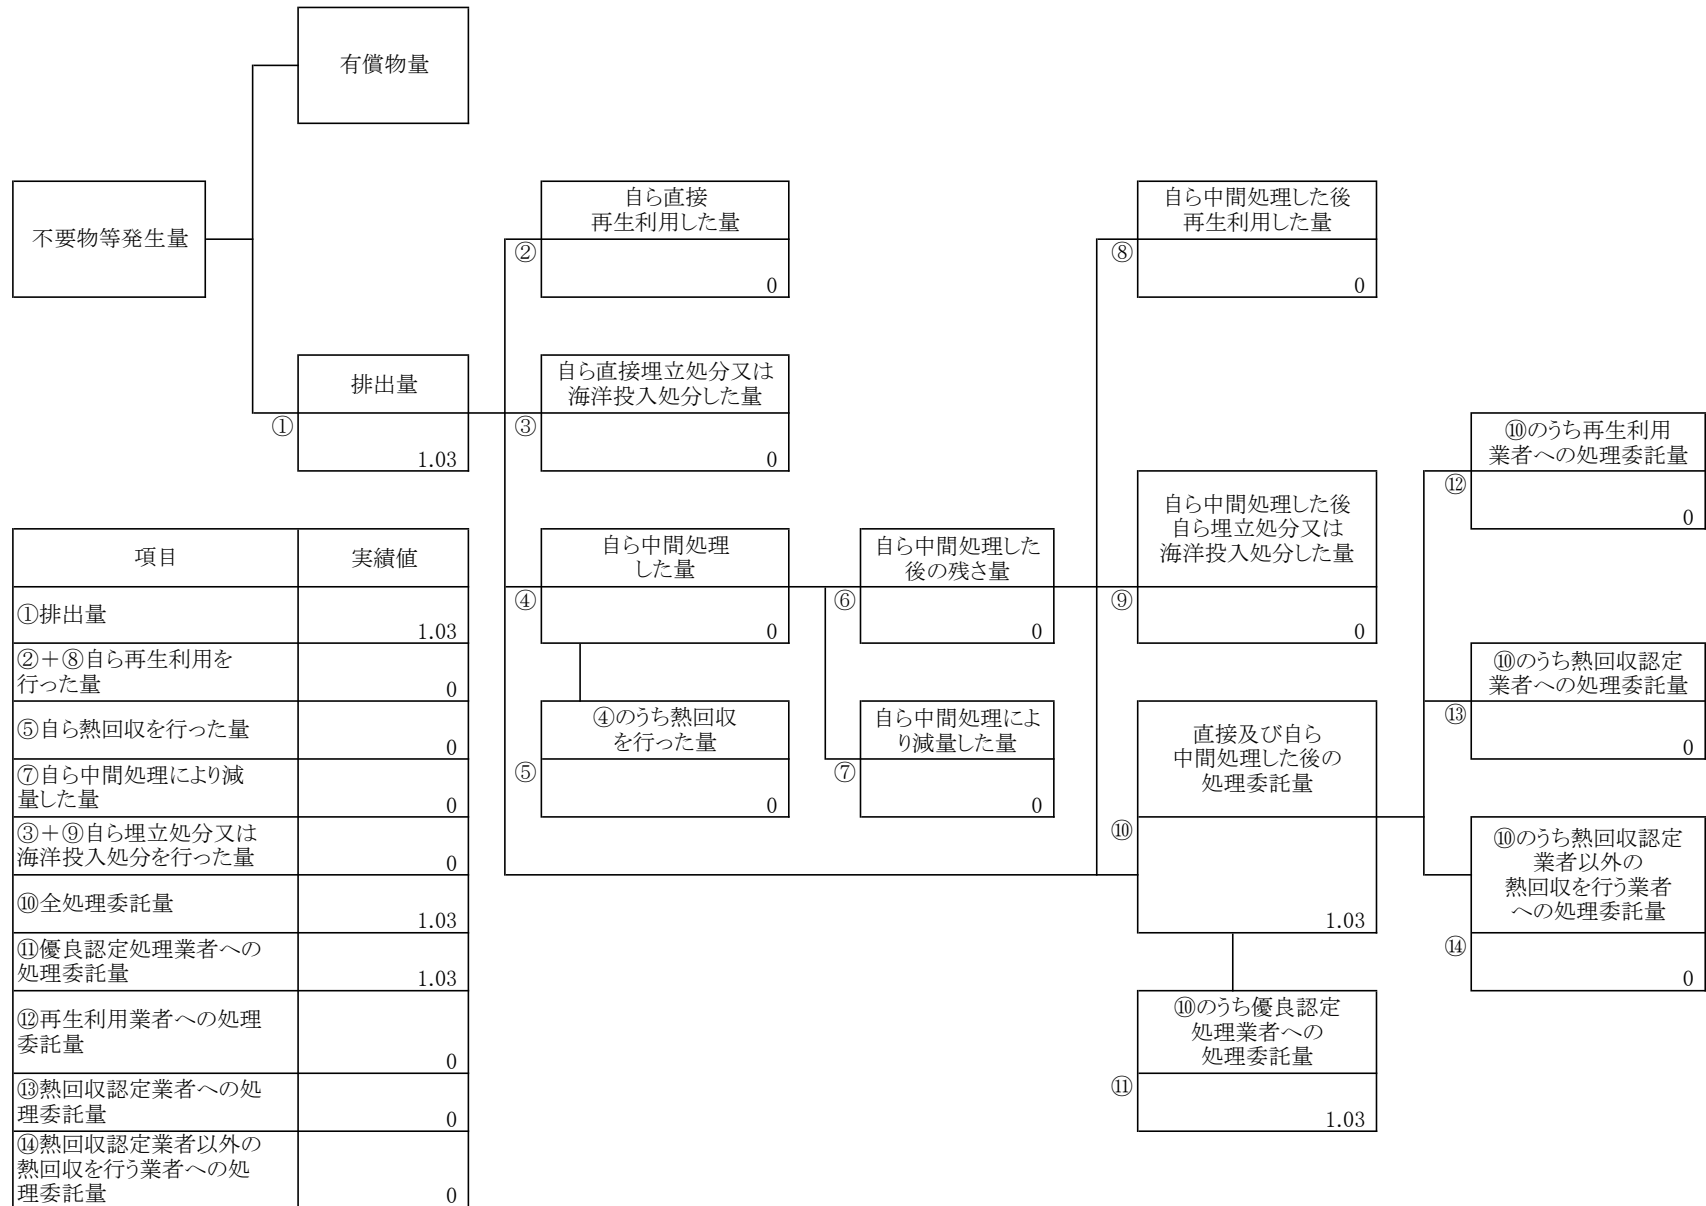 有償物量
不要物等発生量
自ら直接
再生利用した量
②
0
自ら中間処理した後
再生利用した量
⑧
0
排出量
①
1.03
自ら直接埋立処分又は
海洋投入処分した量
③
0
⑩のうち再生利用
業者への処理委託量
⑫
0
自ら中間処理した後
自ら埋立処分又は
海洋投入処分した量
⑨
0
自ら中間処理
した量
④
0
自ら中間処理した
後の残さ量
⑥
0
⑩のうち熱回収認定
業者への処理委託量
⑬
0
④のうち熱回収
を行った量
⑤
0
自ら中間処理によ
り減量した量
⑦
0
直接及び自ら
中間処理した後の
処理委託量
⑩
1.03
⑩のうち熱回収認定
業者以外の
熱回収を行う業者
への処理委託量
⑭
0
⑩のうち優良認定
処理業者への
処理委託量
⑪
1.03
項目 実績値
①排出量
1.03
②＋⑧自ら再生利用を
行った量
0
⑤自ら熱回収を行った量
0
⑦自ら中間処理により減
量した量
0
③＋⑨自ら埋立処分又は
海洋投入処分を行った量
0
⑩全処理委託量
1.03
⑪優良認定処理業者への
処理委託量
1.03
⑫再生利用業者への処理
委託量
0
⑬熱回収認定業者への処
理委託量
0
⑭熱回収認定業者以外の
熱回収を行う業者への処
理委託量
0